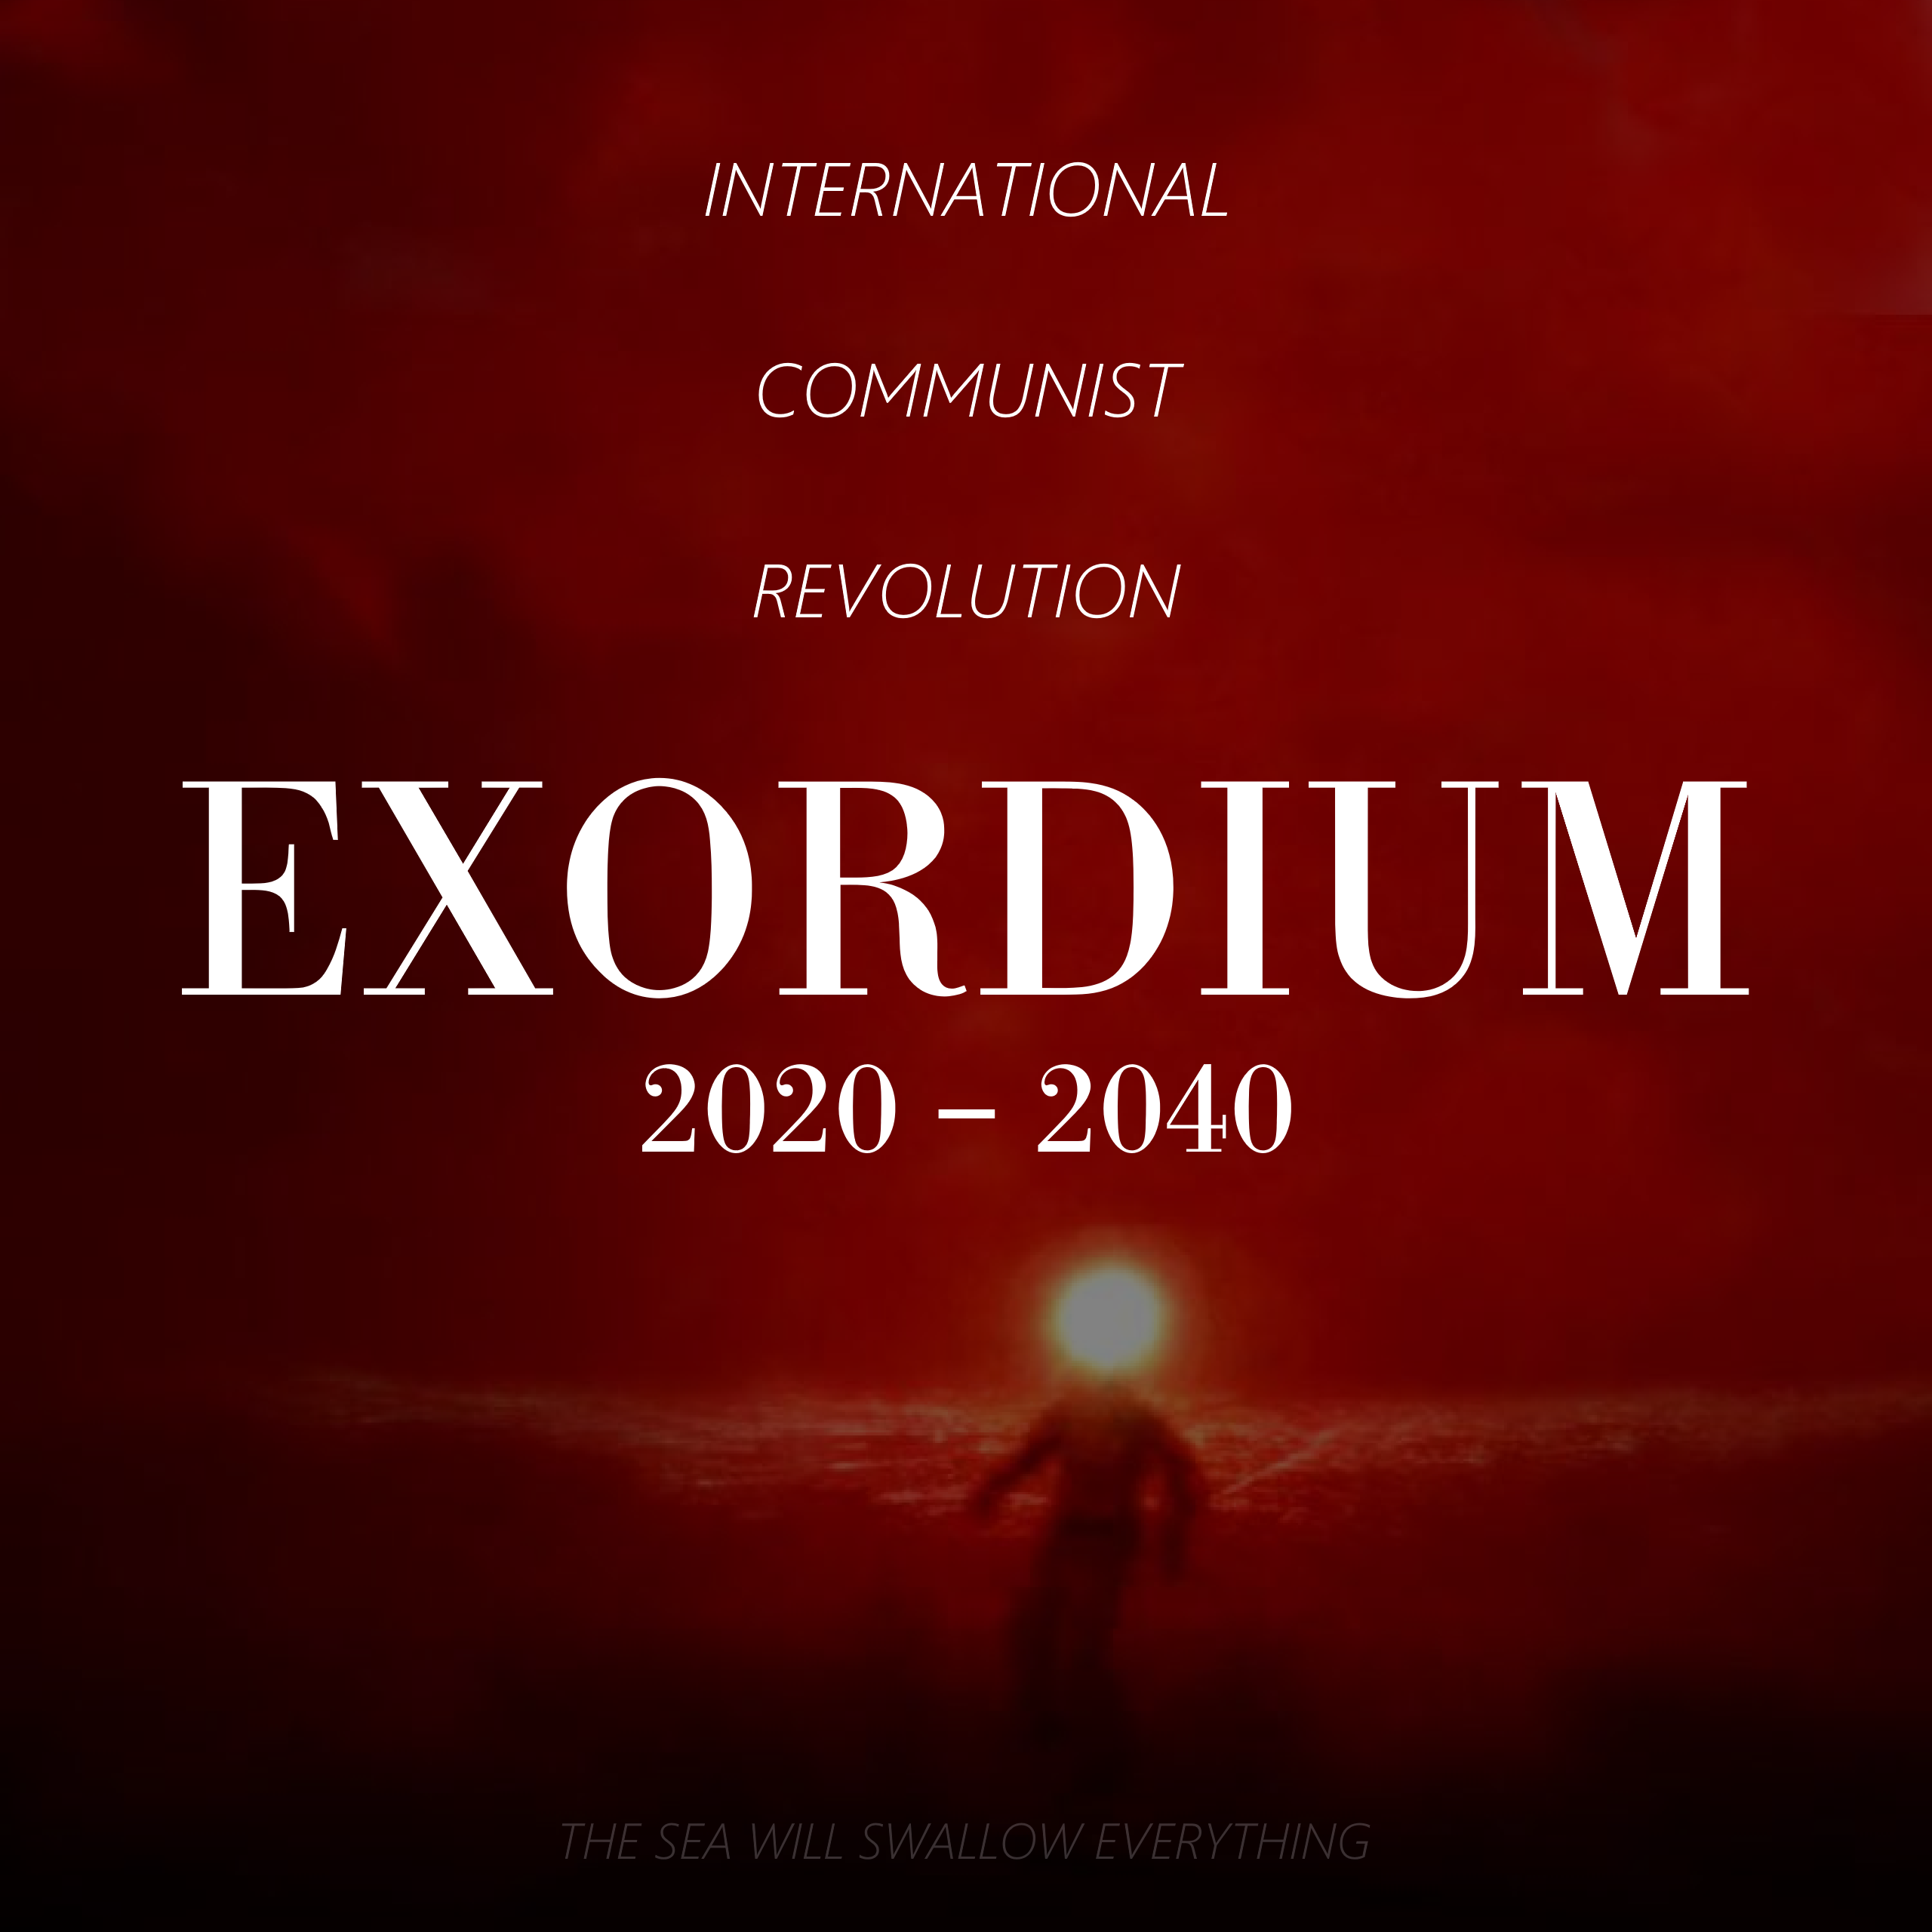 INTERNATIONAL
COMMUNIST
REVOLUTION
EXORDIUM
2020 – 2040
THE SEA WILL SWALLOW EVERYTHING